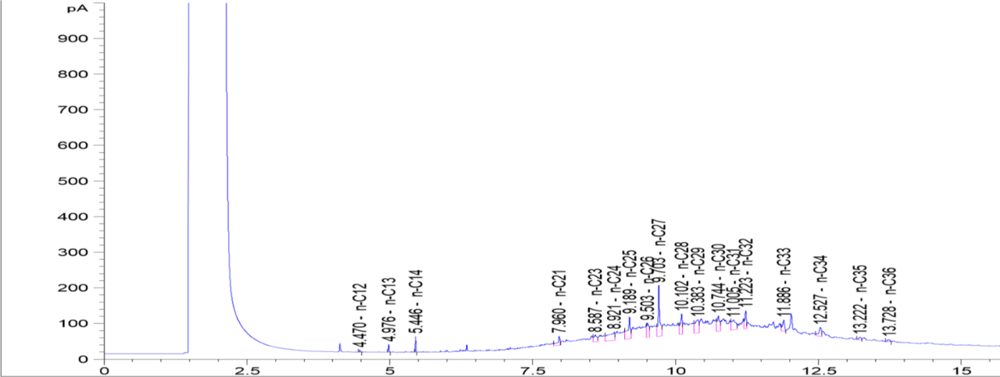 pA
900
800
700
600
500
400
300
200
100
0
4.470 - n-C12
4.976 - n-C13
5.446 - n-C14
7.960 - n-C21
8.587 - n-C23
8.921 - n-C24
9.189 - n-C25
9.503 - n-C26
9.703 - n-C27
10.102 - n-C28
10.383 - n-C29
10.744 - n-C30
11.005 - n-C31
11.223 - n-C32
11.886 - n-C33
12.527 - n-C34
13.222 - n-C35
13.728 - n-C36
0 2.5 5 7.5 10 12.5 15